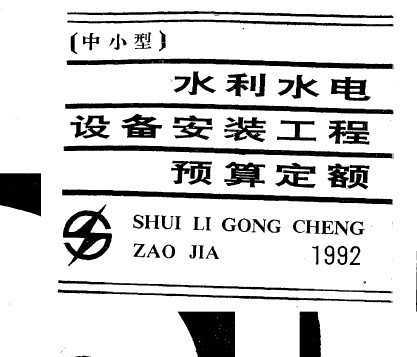 （中小型）
水利水电
设备安装工程
预算定额
SHUI LI GONG CHENG
ZAO JIA 1992